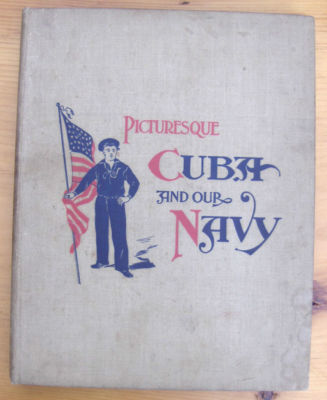 PICTURESQUE
CUBA
AND OUR
NAVY